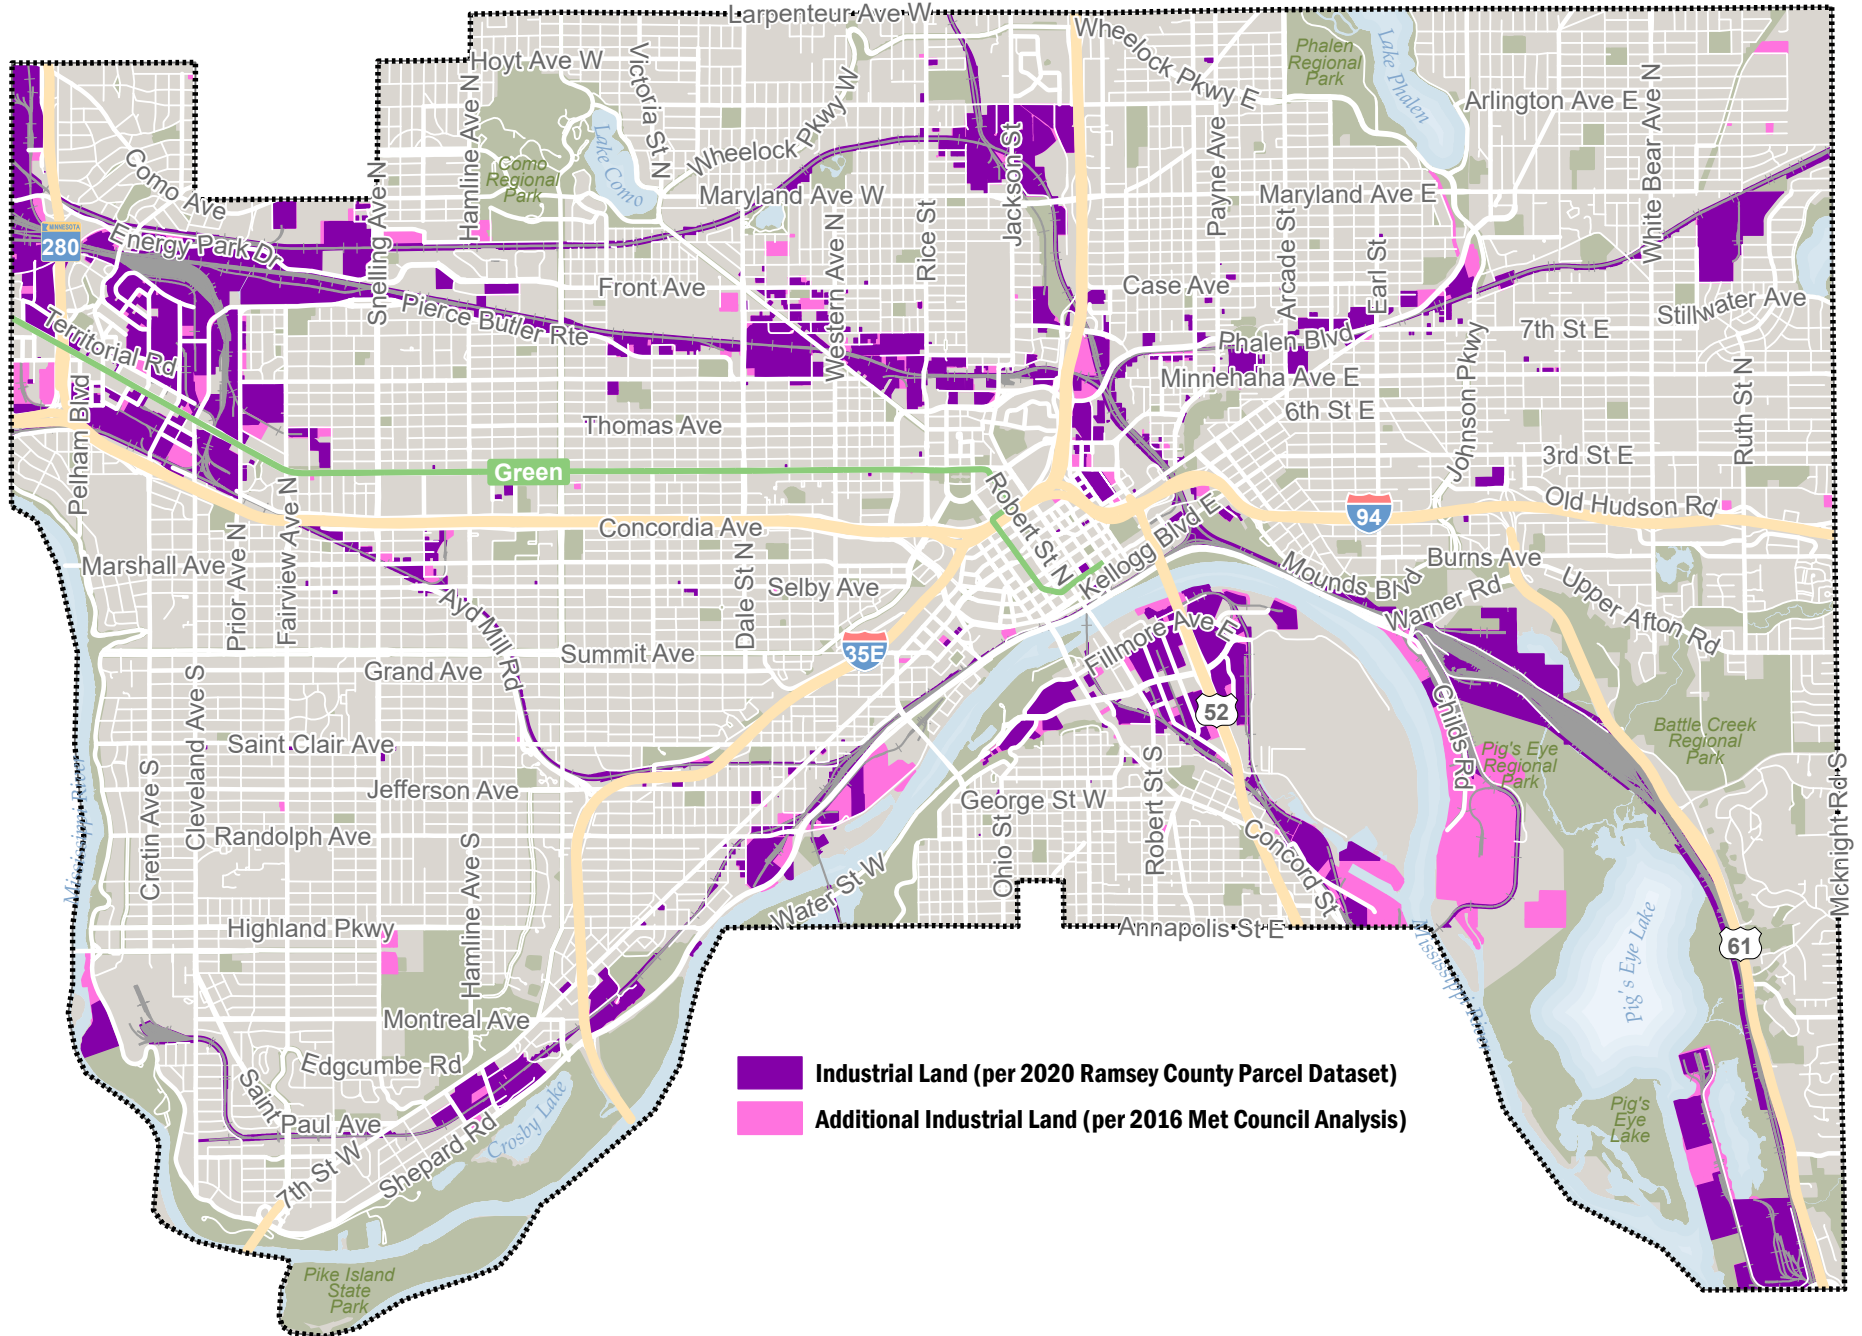 Larpenteur Ave W
Hoyt Ave W
Victoria St N
Hamline Ave N
Wheelock Pkwy W
Wheelock Pkwy E
Phalen
Regional
Park
Lake Phalen
Arlington Ave E
White Bear Ave N
Como Ave
Como
Regional
Park
Lake Como
Snelling Ave N
Maryland Ave W
Rice St
Jackson St
Payne Ave
Maryland Ave E
Arcade St
Earl St
MINNESOTA
280
Energy Park Dr
Front Ave
Western Ave N
Case Ave
Stillwater Ave
Pierce Butler Rte
Territorial Rd
Phalen Blvd
7th St E
Minnehaha Ave E
6th St E
Johnson Pkwy
Ruth St N
Pelham Blvd
Thomas Ave
3rd St E
Green
Robert St N
Old Hudson Rd
94
Concordia Ave
Prior Ave N
Fairview Ave N
Marshall Ave
Ayd Mill Rd
Selby Ave
Dale St N
Kellogg Blvd E
Mounds Blvd
Burns Ave
Warner Rd
Upper Afton Rd
35E
Summit Ave
Grand Ave
Fillmore Ave E
52
Childs Rd
Cleveland Ave S
Saint Clair Ave
Cretin Ave S
Mississippi River
Jefferson Ave
Randolph Ave
Hamline Ave S
George St W
Ohio St
Robert St S
Concord St
Pig's Eye
Regional
Park
Battle Creek
Regional
Park
Mcknight Rd S
Water St W
Highland Pkwy
Annapolis St E
Mississippi River
Pig's Eye Lake
61
Montreal Ave
Edgcumbe Rd
Saint
Paul Ave
7th St W
Shepard Rd
Crosby Lake
Pig's
Eye
Lake
Pike Island
State
Park
Industrial Land (per 2020 Ramsey County Parcel Dataset)
Additional Industrial Land (per 2016 Met Council Analysis)